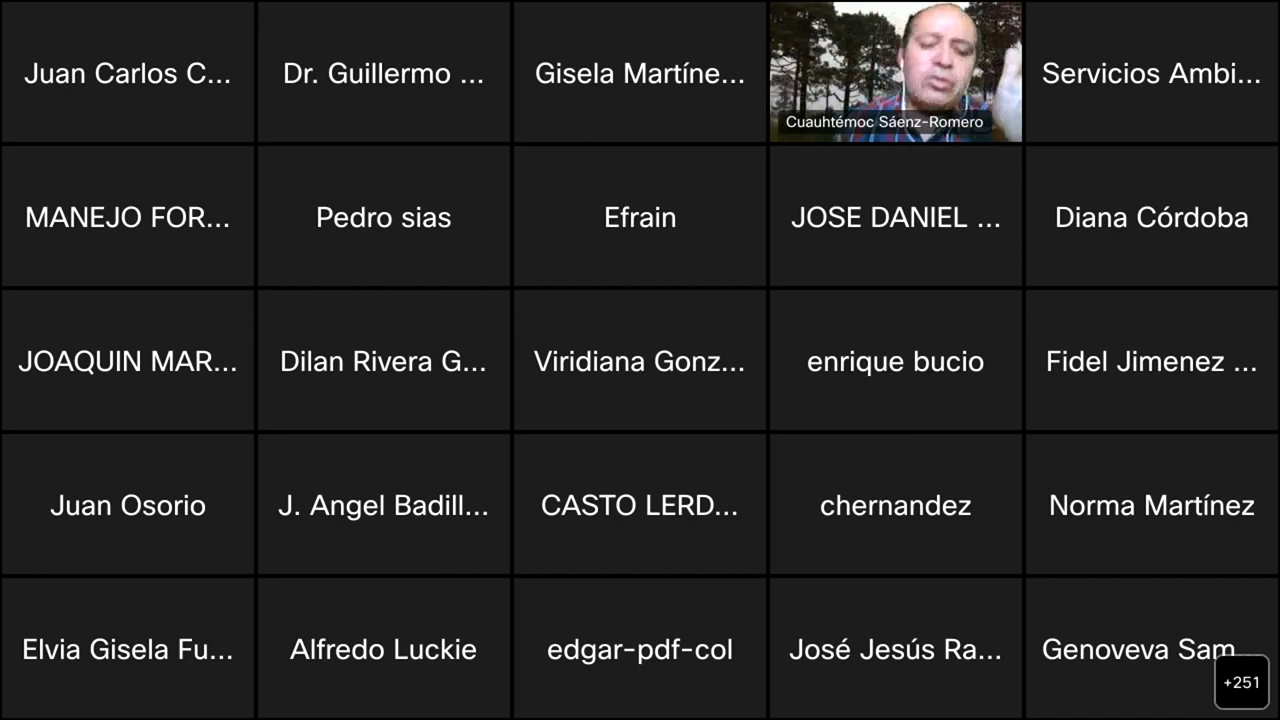 Juan Carlos C...
Dr. Guillermo ...
Gisela Martíne...
Cuauhtémoc Sáenz-Romero
Servicios Ambi...
MANEJO FOR...
Pedro sias
Efrain
JOSE DANIEL ...
Diana Córdoba
JOAQUIN MAR...
Dilan Rivera G...
Viridiana Gonz...
enrique bucio
Fidel Jimenez ...
Juan Osorio
J. Angel Badill...
CASTO LERD...
chernandez
Norma Martínez
Elvia Gisela Fu...
Alfredo Luckie
edgar-pdf-col
José Jesús Ra...
Genoveva Sam...
+251